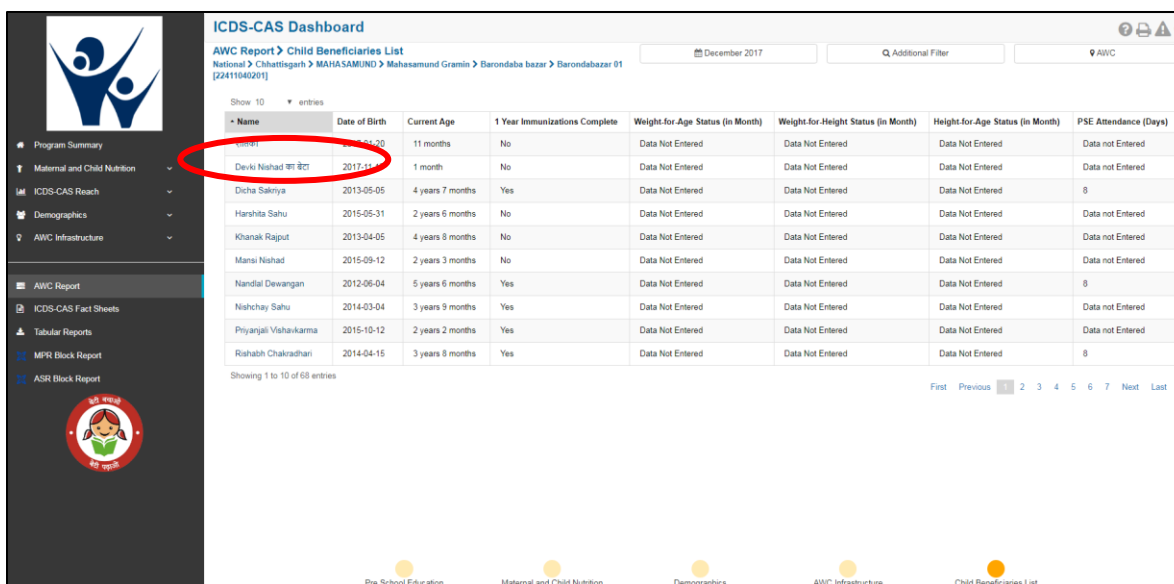 ICDS-CAS Dashboard
AWC Report > Child Beneficiaries List
National > Chhattisgarh > MAHASAMUND > Mahasamund Gramin > Barondaba bazar > Barondabazar 01
[22411040201]
December 2017
Additional Filter
AWC
Program Summary
Maternal and Child Nutrition
ICDS-CAS Reach
Demographics
AWC Infrastructure
AWC Report
ICDS-CAS Fact Sheets
Tabular Reports
MPR Block Report
ASR Block Report
बेटी बचाओ
बेटी पढ़ाओ
Show 10 entries
Name Date of Birth Current Age 1 Year Immunizations Complete Weight-for-Age Status (in Month) Weight-for-Height Status (in Month) Height-for-Age Status (in Month) PSE Attendance (Days)
11 months No Data Not Entered Data Not Entered Data Not Entered Data not Entered
Devki Nishad का बेटा 1 month No Data Not Entered Data Not Entered Data Not Entered Data not Entered
Dicha Sakriya 2013-05-05 4 years 7 months Yes Data Not Entered Data Not Entered Data Not Entered 8
Harshita Sahu 2015-05-31 2 years 6 months No Data Not Entered Data Not Entered Data Not Entered Data not Entered
Khanak Rajput 2013-04-05 4 years 8 months No Data Not Entered Data Not Entered Data Not Entered Data not Entered
Mansi Nishad 2015-09-12 2 years 3 months No Data Not Entered Data Not Entered Data Not Entered Data not Entered
Nandlal Dewangan 2012-06-04 5 years 6 months Yes Data Not Entered Data Not Entered Data Not Entered 8
Nishchay Sahu 2014-03-04 3 years 9 months Yes Data Not Entered Data Not Entered Data Not Entered Data not Entered
Priyanjali Vishavkarma 2015-10-12 2 years 2 months Yes Data Not Entered Data Not Entered Data Not Entered Data not Entered
Rishabh Chakradhari 2014-04-15 3 years 8 months Yes Data Not Entered Data Not Entered Data Not Entered 8
Showing 1 to 10 of 68 entries
First Previous 1 2 3 4 5 6 7 Next Last
Pre School Education Maternal and Child Nutrition Demographics AWC Infrastructure Child Beneficiaries List